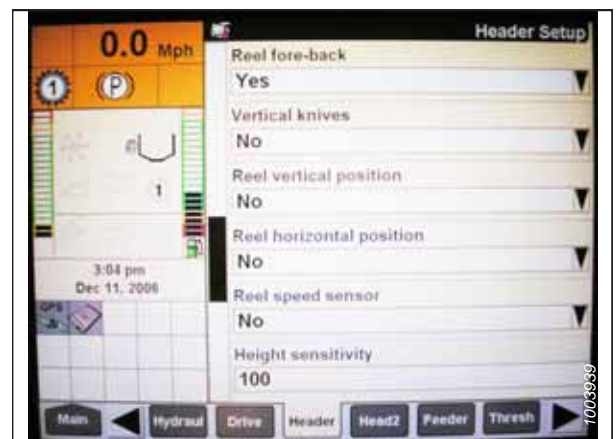 0.0 Mph
Header Setup
1
P
Reel fore-back
Yes
Vertical knives
No
1
Reel vertical position
No
Reel horizontal position
No
3:04 pm
Dec 11, 2006
Reel speed sensor
No
GPS
Height sensitivity
100
Main
Hydraul
Drive
Header
Head2
Feeder
Thresh
1003939